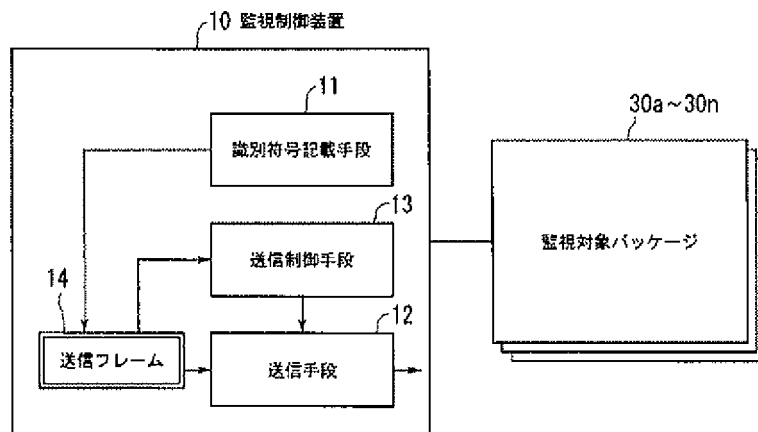 10 監視制御装置
11
識別符号記載手段
30a～30n
監視対象パッケージ
13
送信制御手段
14
送信フレーム
12
送信手段